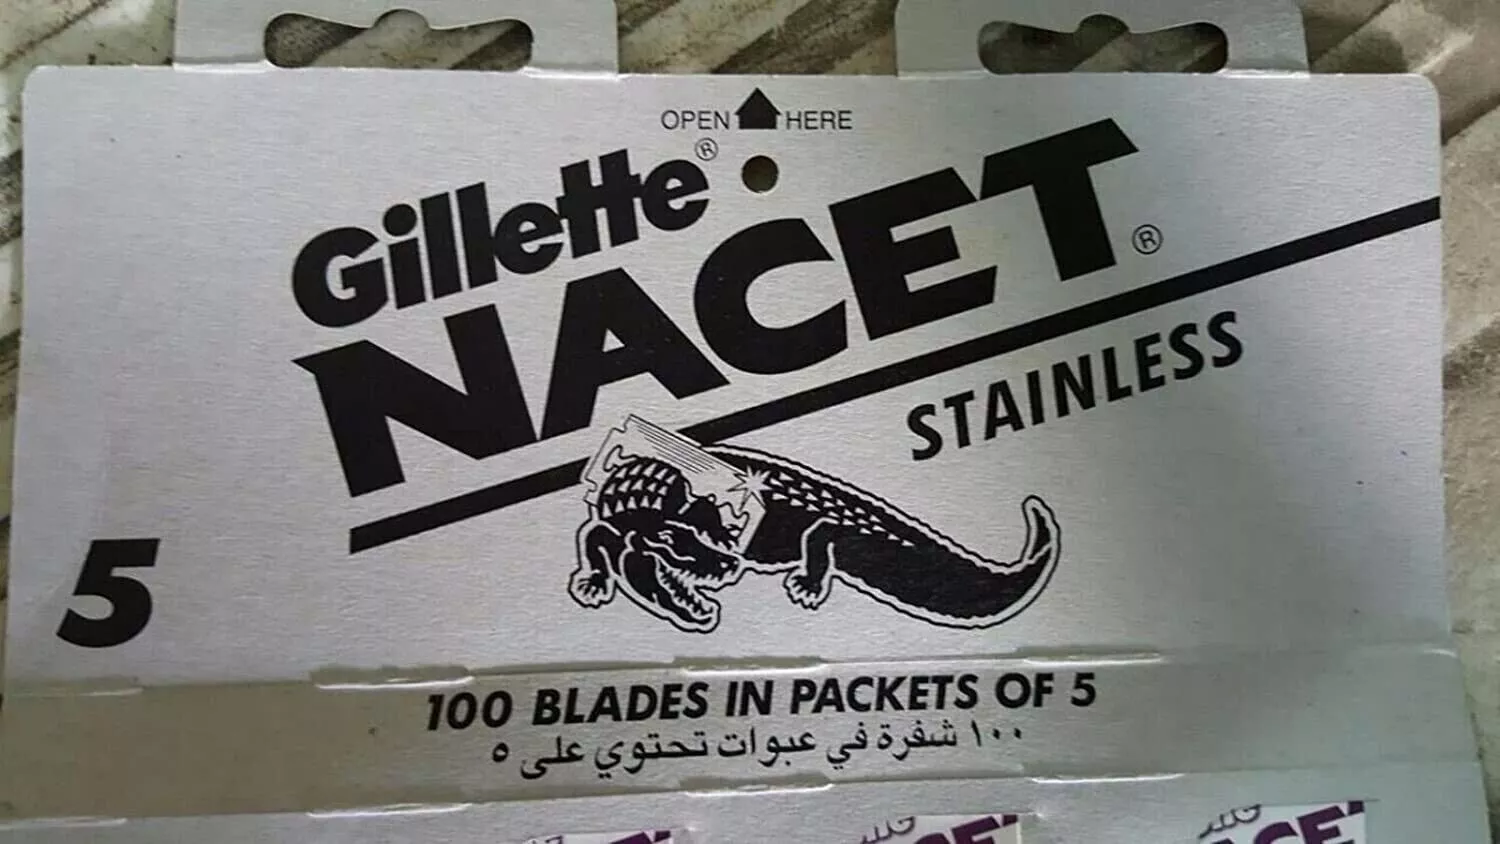 OPEN HERE
Gillette®
NACET®
STAINLESS
5
100 BLADES IN PACKETS OF 5
١٠٠ شفرة في عبوات تحتوي على ٥